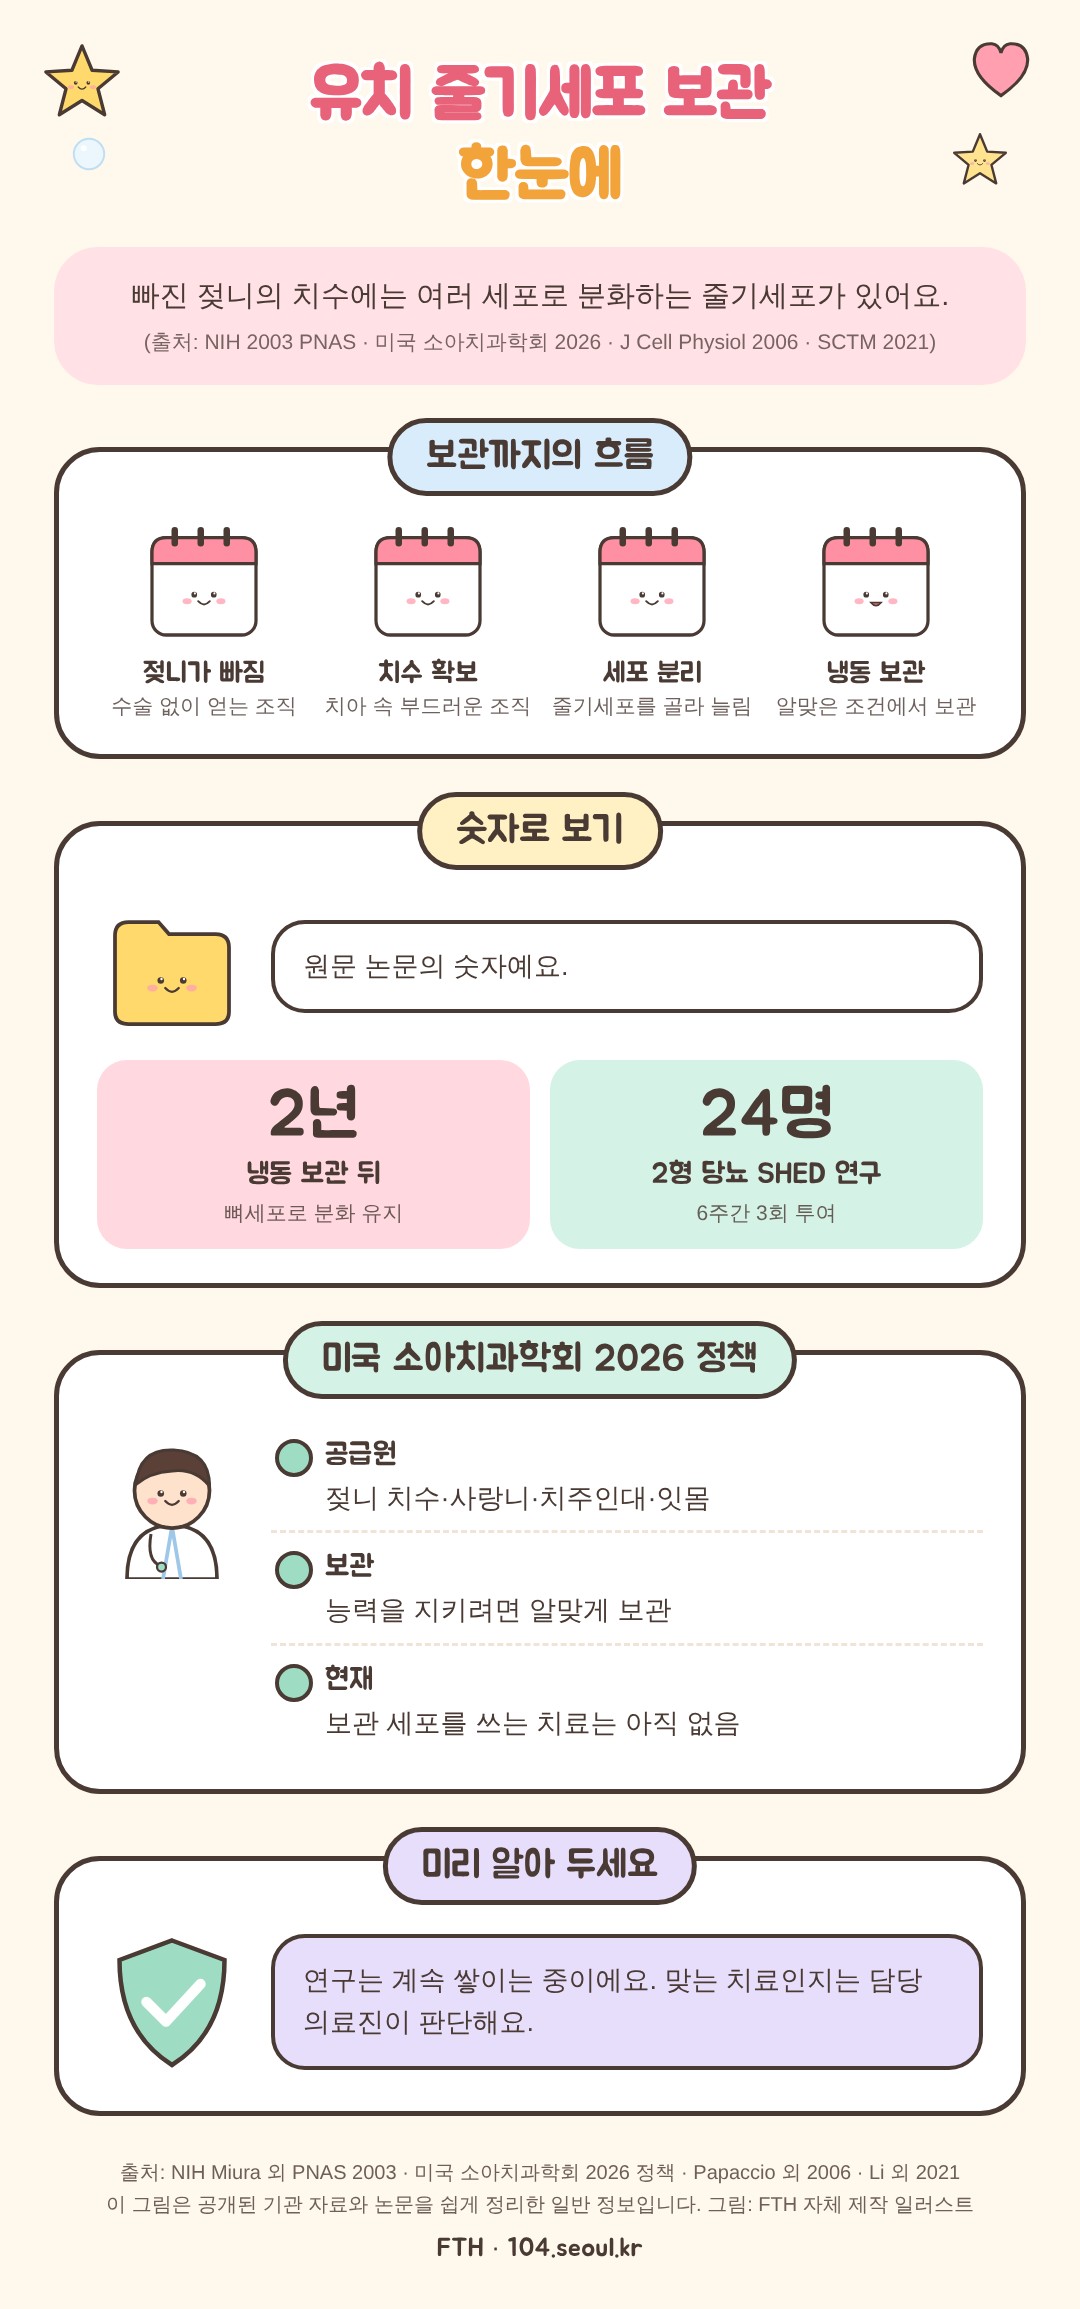 유치 줄기세포 보관
한눈에
빠진 젖니의 치수에는 여러 세포로 분화하는 줄기세포가 있어요.
(출처: NIH 2003 PNAS · 미국 소아치과학회 2026 · J Cell Physiol 2006 · SCTM 2021)
보관까지의 흐름
젖니가 빠짐
수술 없이 얻는 조직
치수 확보
치아 속 부드러운 조직
세포 분리
줄기세포를 골라 늘림
냉동 보관
알맞은 조건에서 보관
숫자로 보기
원문 논문의 숫자예요.
2년
냉동 보관 뒤
뼈세포로 분화 유지
24명
2형 당뇨 SHED 연구
6주간 3회 투여
미국 소아치과학회 2026 정책
공급원
젖니 치수·사랑니·치주인대·잇몸
보관
능력을 지키려면 알맞게 보관
현재
보관 세포를 쓰는 치료는 아직 없음
미리 알아 두세요
연구는 계속 쌓이는 중이에요. 맞는 치료인지는 담당
의료진이 판단해요.
출처: NIH Miura 외 PNAS 2003 · 미국 소아치과학회 2026 정책 · Papaccio 외 2006 · Li 외 2021
이 그림은 공개된 기관 자료와 논문을 쉽게 정리한 일반 정보입니다. 그림: FTH 자체 제작 일러스트
FTH · 104.seoul.kr